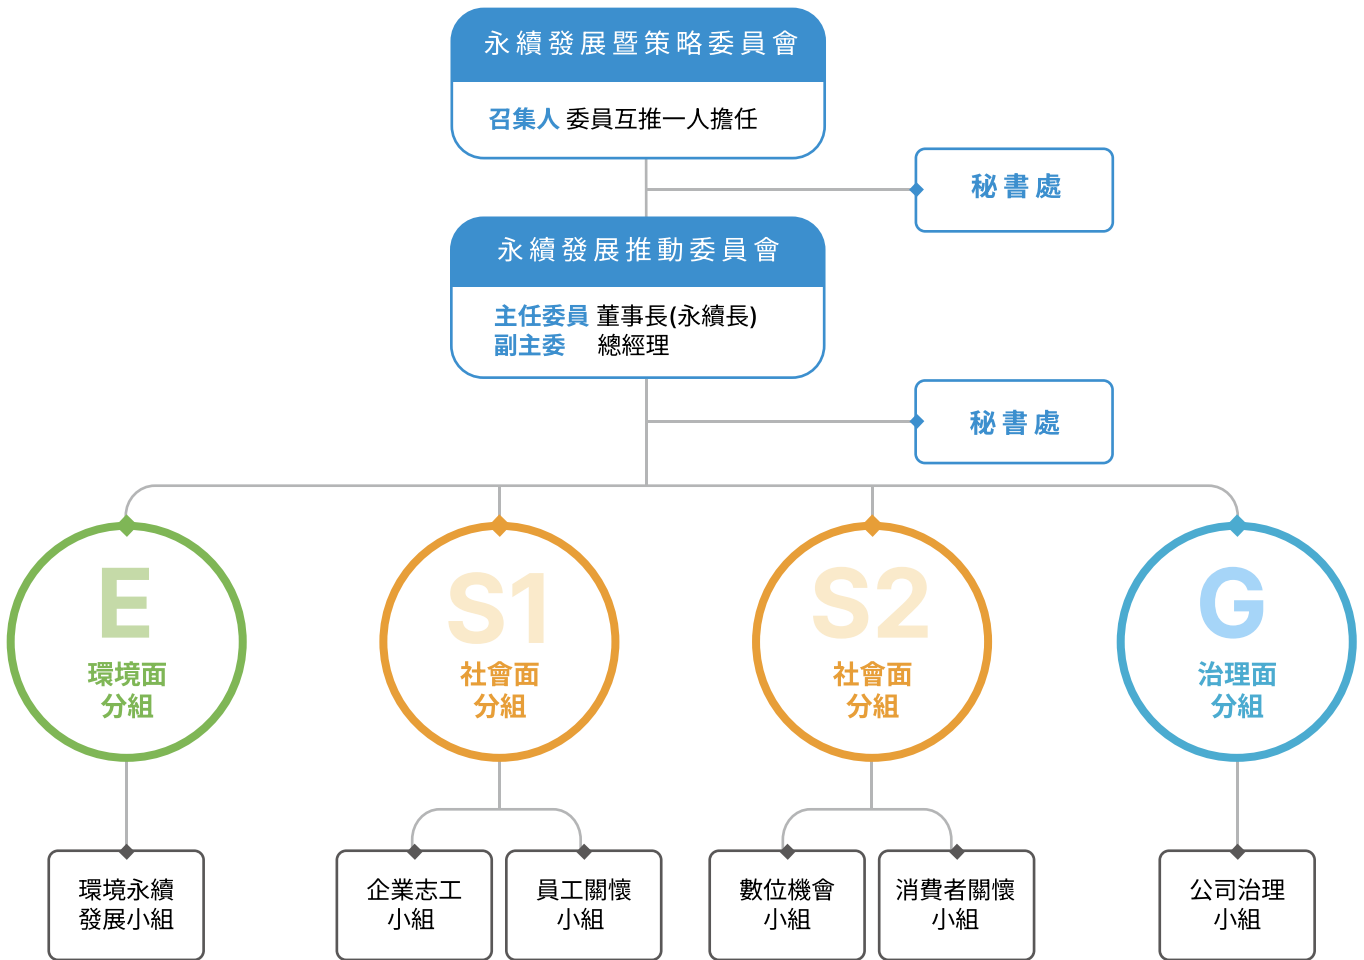 永續發展暨策略委員會
召集人 委員互推一人擔任
秘書處
永續發展推動委員會
主任委員 董事長(永續長)
副主委 總經理
秘書處
E
環境面
分組
S1
社會面
分組
S2
社會面
分組
G
治理面
分組
環境永續
發展小組
企業志工
小組
員工關懷
小組
數位機會
小組
消費者關懷
小組
公司治理
小組